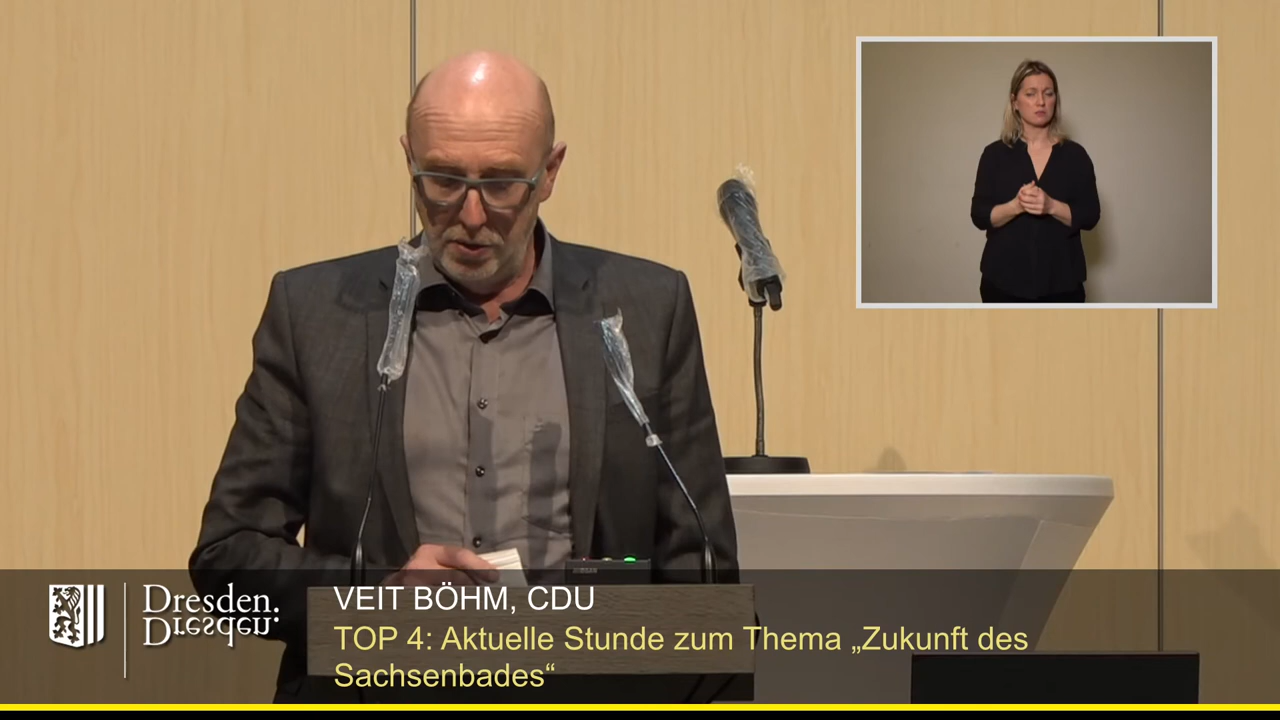 Dresden.
Dresden.
VEIT BÖHM, CDU
TOP 4: Aktuelle Stunde zum Thema „Zukunft des
Sachsenbades“